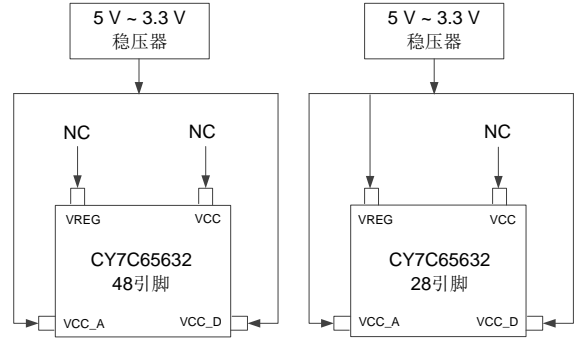 5 V ~ 3.3 V
稳压器
NC
NC
VREG
VCC
CY7C65632
48引脚
VCC_A
VCC_D
5 V ~ 3.3 V
稳压器
NC
VREG
VCC
CY7C65632
28引脚
VCC_A
VCC_D